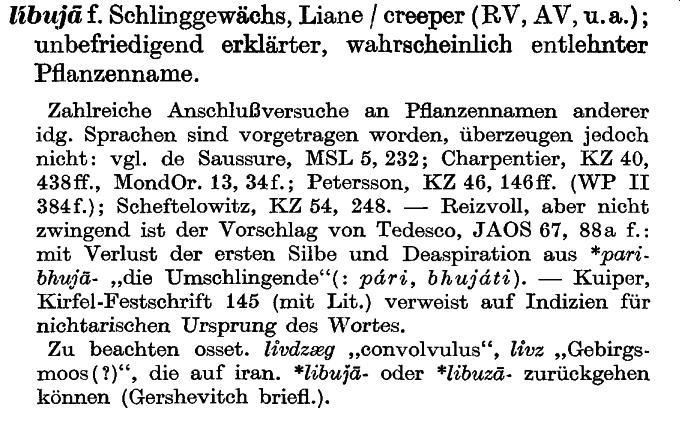 líbujā f. Schlinggewächs, Liane / creeper (RV, AV, u. a.);
unbefriedigend erklärter, wahrscheinlich entlehnter
Pflanzenname.
Zahlreiche Anschlußversuche an Pflanzennamen anderer
idg. Sprachen sind vorgetragen worden, überzeugen jedoch
nicht: vgl. de Saussure, MSL 5, 232; Charpentier, KZ 40,
438ff., MondOr. 13, 34f.; Petersson, KZ 46, 146ff. (WP II
384f.); Scheftelowitz, KZ 54, 248. — Reizvoll, aber nicht
zwingend ist der Vorschlag von Tedesco, JAOS 67, 88a f.:
mit Verlust der ersten Silbe und Deaspiration aus *pari-
bhujā- „die Umschlingende“(: pári, bhujáti). — Kuiper,
Kirfel-Festschrift 145 (mit Lit.) verweist auf Indizien für
nichtarischen Ursprung des Wortes.
Zu beachten osset. livdzæg „convolvulus“, livz „Gebirgs-
moos(?)“, die auf iran. *libujā- oder *libuzā- zurückgehen
können (Gershevitch briefl.).